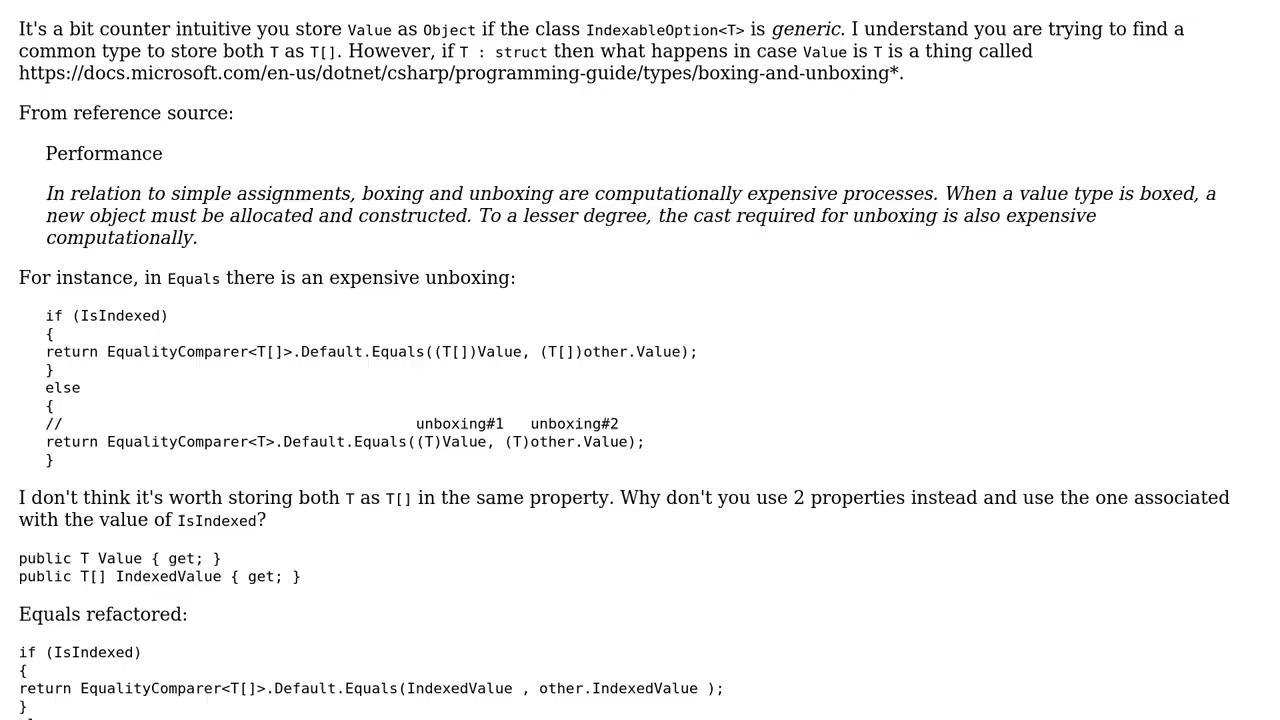 It's a bit counter intuitive you store Value as Object if the class IndexableOption<T> is generic. I understand you are trying to find a
common type to store both T as T[]. However, if T : struct then what happens in case Value is T is a thing called
https://docs.microsoft.com/en-us/dotnet/csharp/programming-guide/types/boxing-and-unboxing*.
From reference source:
Performance
In relation to simple assignments, boxing and unboxing are computationally expensive processes. When a value type is boxed, a
new object must be allocated and constructed. To a lesser degree, the cast required for unboxing is also expensive
computationally.
For instance, in Equals there is an expensive unboxing:
if (IsIndexed)
{
return EqualityComparer<T[]>.Default.Equals((T[])Value, (T[])other.Value);
}
else
{
// unboxing#1 unboxing#2
return EqualityComparer<T>.Default.Equals((T)Value, (T)other.Value);
}
I don't think it's worth storing both T as T[] in the same property. Why don't you use 2 properties instead and use the one associated
with the value of IsIndexed?
public T Value { get; }
public T[] IndexedValue { get; }
Equals refactored:
if (IsIndexed)
{
return EqualityComparer<T[]>.Default.Equals(IndexedValue , other.IndexedValue );
}